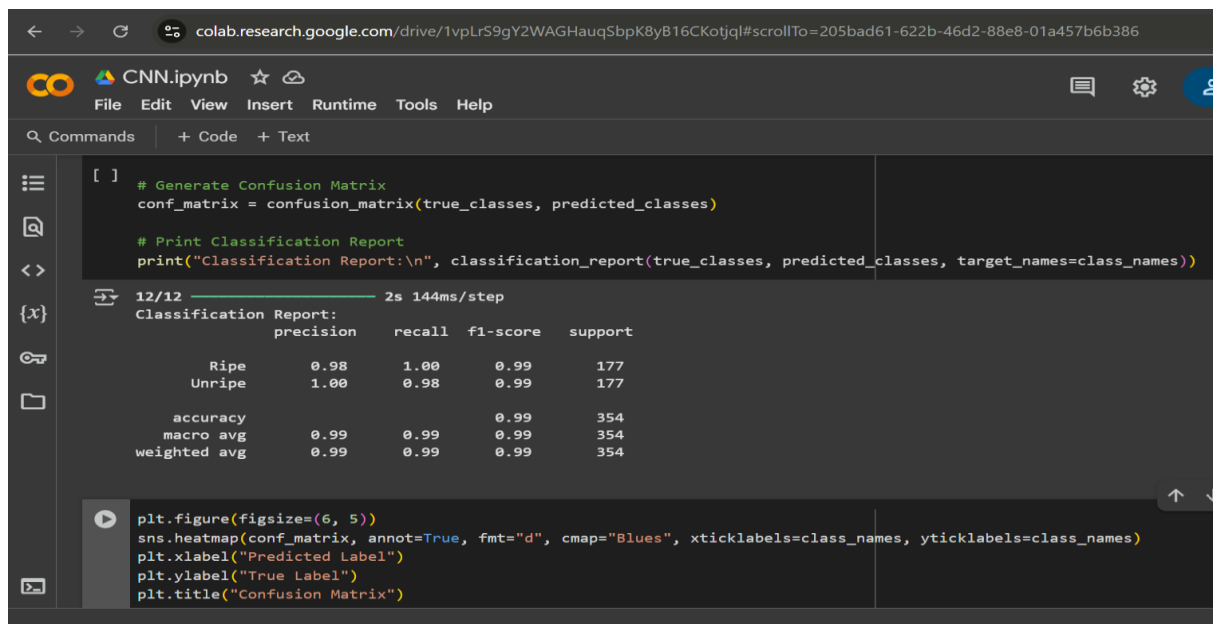 colab.research.google.com/drive/1vpLrS9gY2WAGHauqSbpK8yB16CKotjql#scrollTo=205bad61-622b-46d2-88e8-01a457b6b386
CNN.ipynb
File Edit View Insert Runtime Tools Help
Commands + Code + Text
[ ]
# Generate Confusion Matrix
conf_matrix = confusion_matrix(true_classes, predicted_classes)
# Print Classification Report
print("Classification Report:\n", classification_report(true_classes, predicted_classes, target_names=class_names))
12/12 2s 144ms/step
Classification Report:
precision recall f1-score support
Ripe 0.98 1.00 0.99 177
Unripe 1.00 0.98 0.99 177
accuracy 0.99 354
macro avg 0.99 0.99 0.99 354
weighted avg 0.99 0.99 0.99 354
plt.figure(figsize=(6, 5))
sns.heatmap(conf_matrix, annot=True, fmt="d", cmap="Blues", xticklabels=class_names, yticklabels=class_names)
plt.xlabel("Predicted Label")
plt.ylabel("True Label")
plt.title("Confusion Matrix")